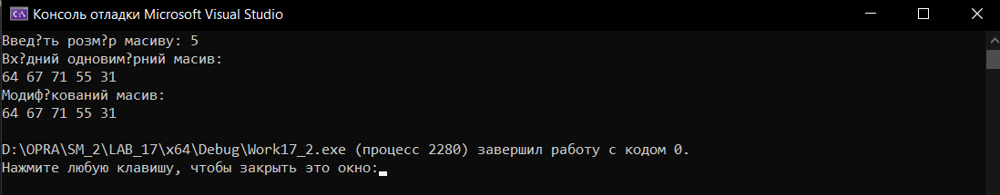 Консоль отладки Microsoft Visual Studio
Введ?ть розм?р масиву: 5
Вх?дний одновим?рний масив:
64 67 71 55 31
Модиф?кований масив:
64 67 71 55 31
D:\OPRA\SM_2\LAB_17\x64\Debug\Work17_2.exe (процесс 2280) завершил работу с кодом 0.
Нажмите любую клавишу, чтобы закрыть это окно: